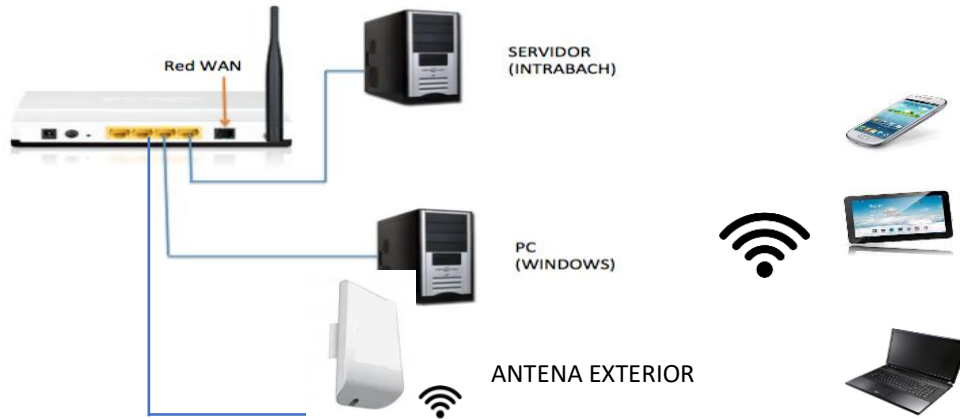 Red WAN
SERVIDOR
(INTRABACH)
PC
(WINDOWS)
ANTENA EXTERIOR